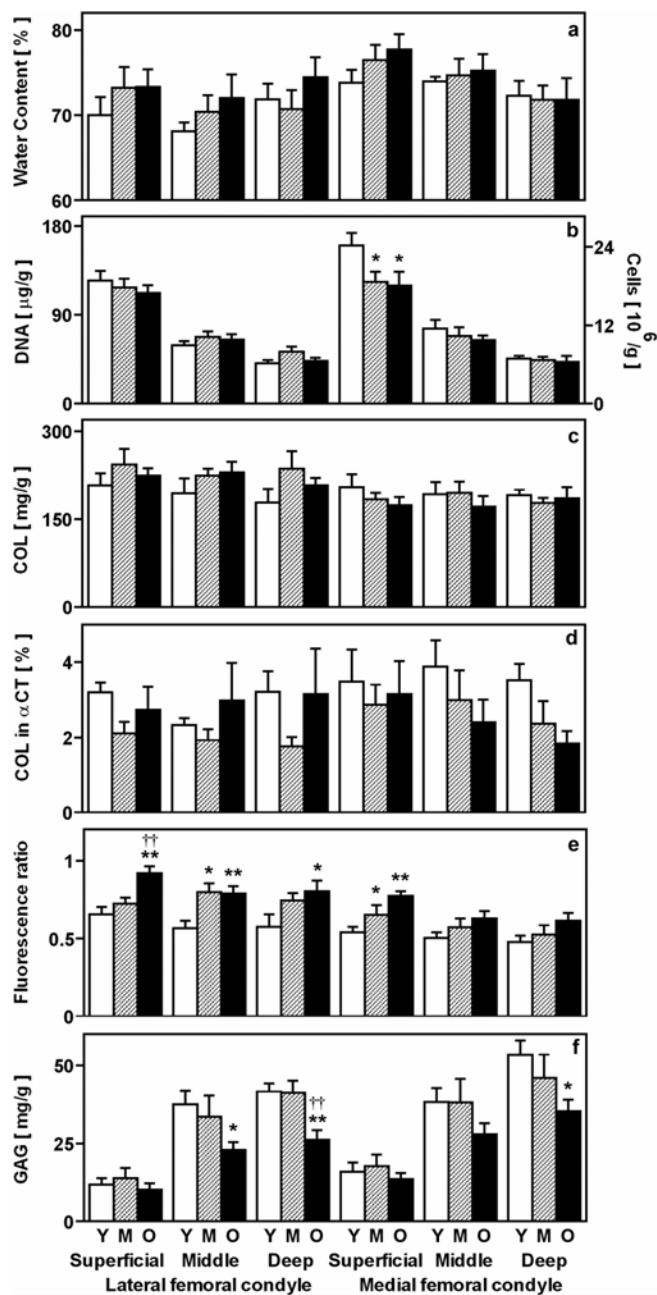 a
Water Content [ % ]
80
70
60
b
DNA [ μg/g ]
180
90
0
* *
24
12
0
Cells [ 10⁶/g ]
c
COL [ mg/g ]
300
150
0
d
COL in αCT [ % ]
4
2
0
e
Fluorescence ratio
1
0.5
0
††
** * ** * * **
f
GAG [ mg/g ]
50
25
0
††
* ** *
Y M O Y M O Y M O Y M O Y M O Y M O
Superficial Middle Deep Superficial Middle Deep
Lateral femoral condyle Medial femoral condyle